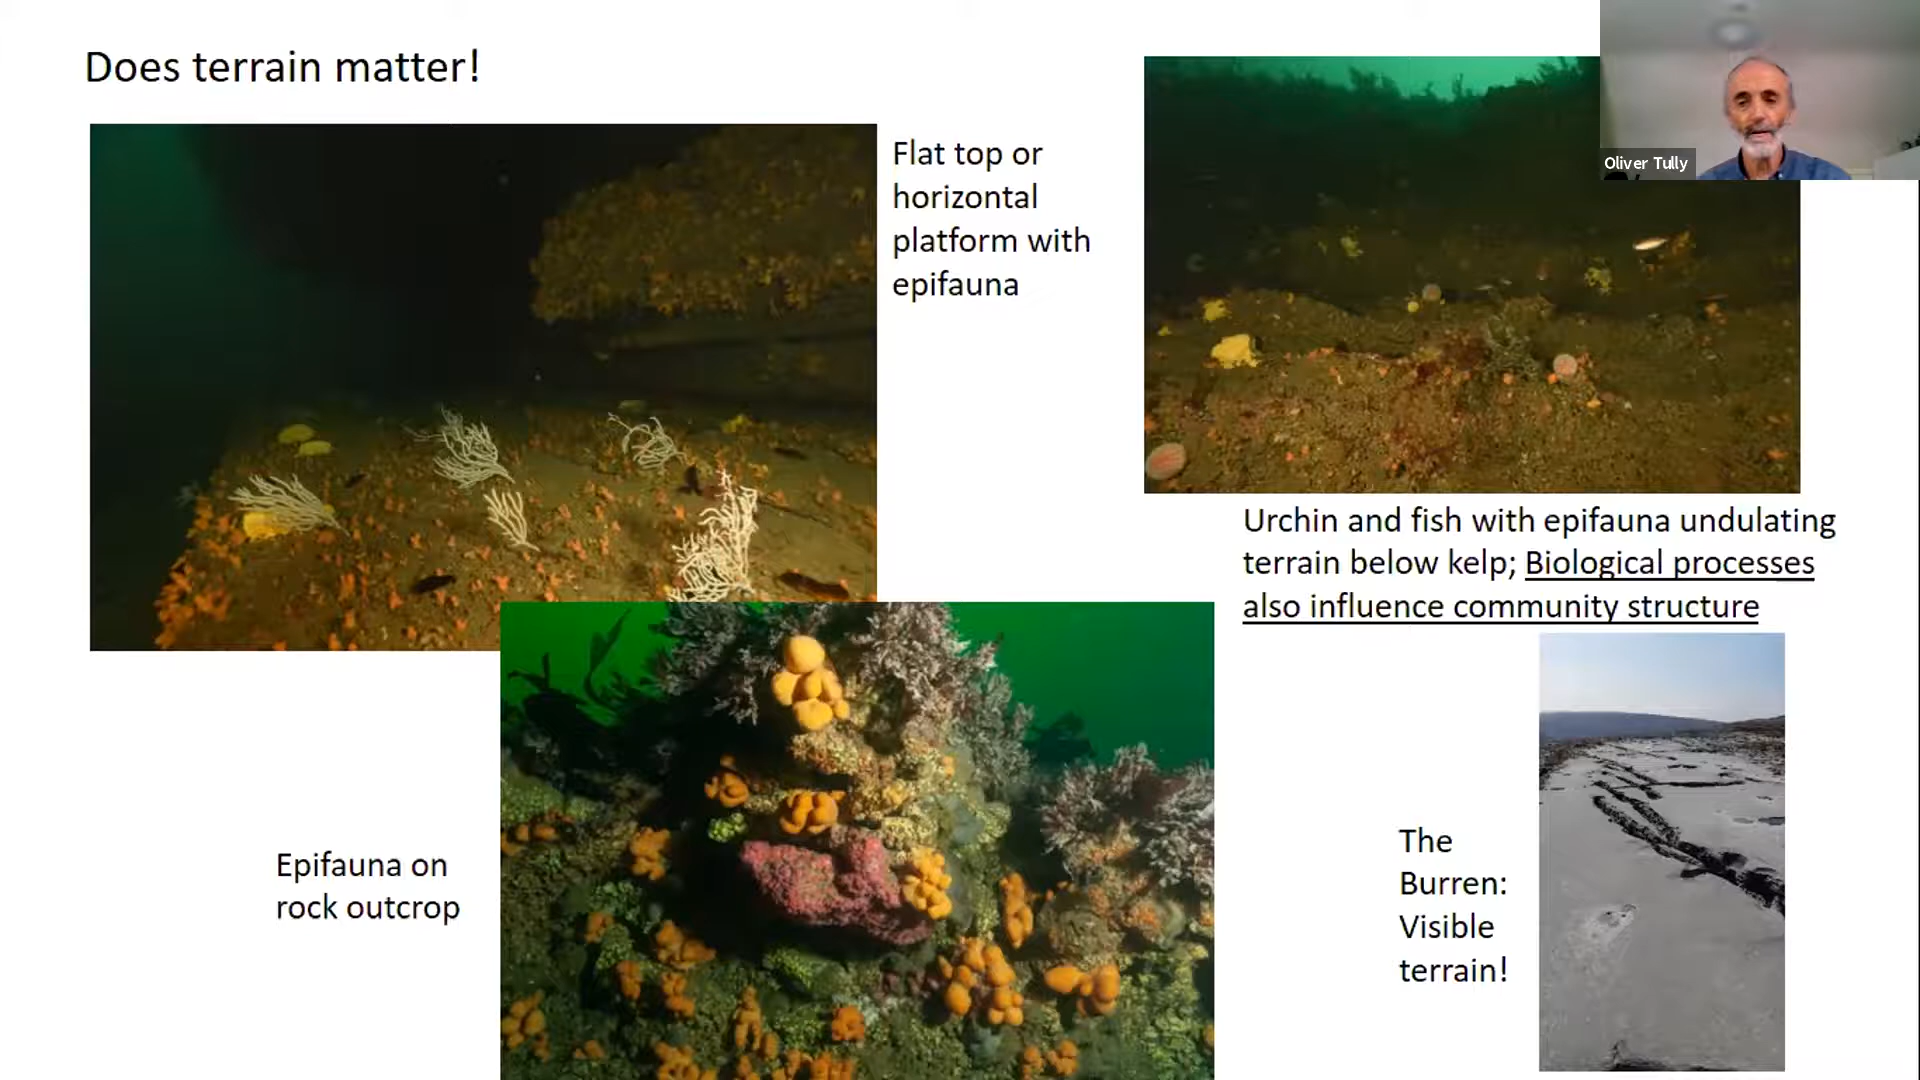 Does terrain matter!
Flat top or
horizontal
platform with
epifauna
Oliver Tully
Urchin and fish with epifauna undulating
terrain below kelp; Biological processes
also influence community structure
Epifauna on
rock outcrop
The
Burren:
Visible
terrain!